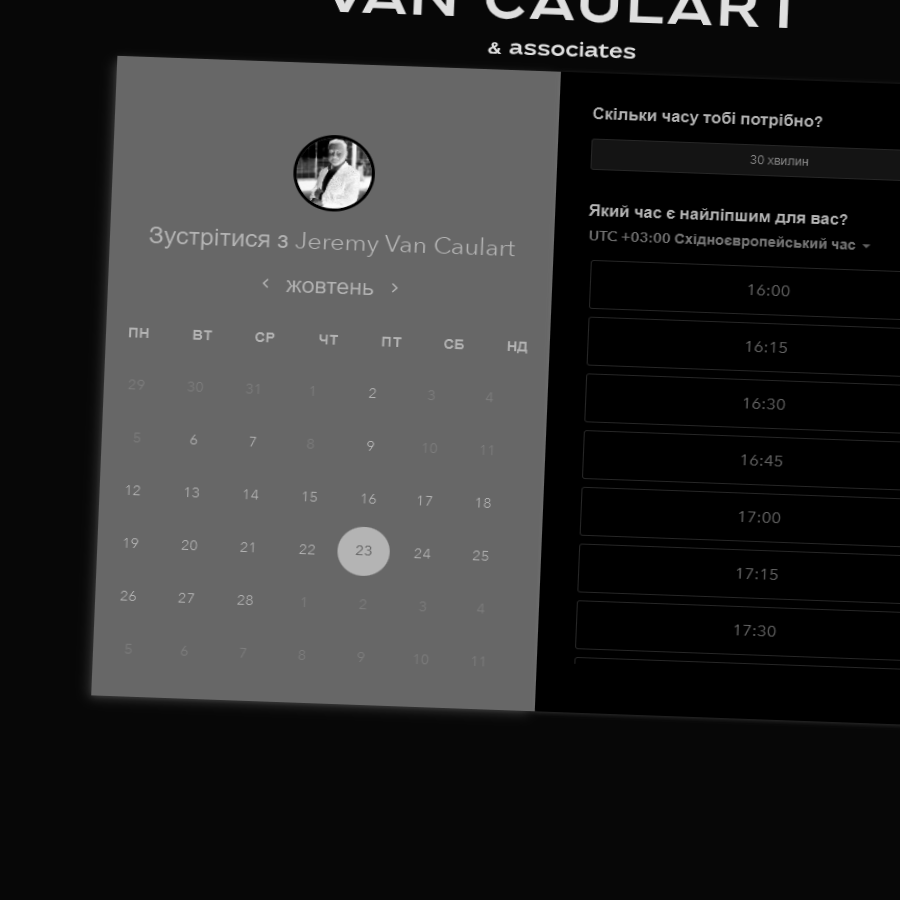 VAN CAULART
& associates
Зустрітися з Jeremy Van Caulart
жовтень
ПН ВТ СР ЧТ ПТ СБ НД
29 30 31 1 2 3 4
5 6 7 8 9 10 11
12 13 14 15 16 17 18
19 20 21 22 23 24 25
26 27 28 1 2 3 4
5 6 7 8 9 10 11
Скільки часу тобі потрібно?
30 хвилин
Який час є найліпшим для вас?
UTC +03:00 Східноєвропейський час
16:00
16:15
16:30
16:45
17:00
17:15
17:30